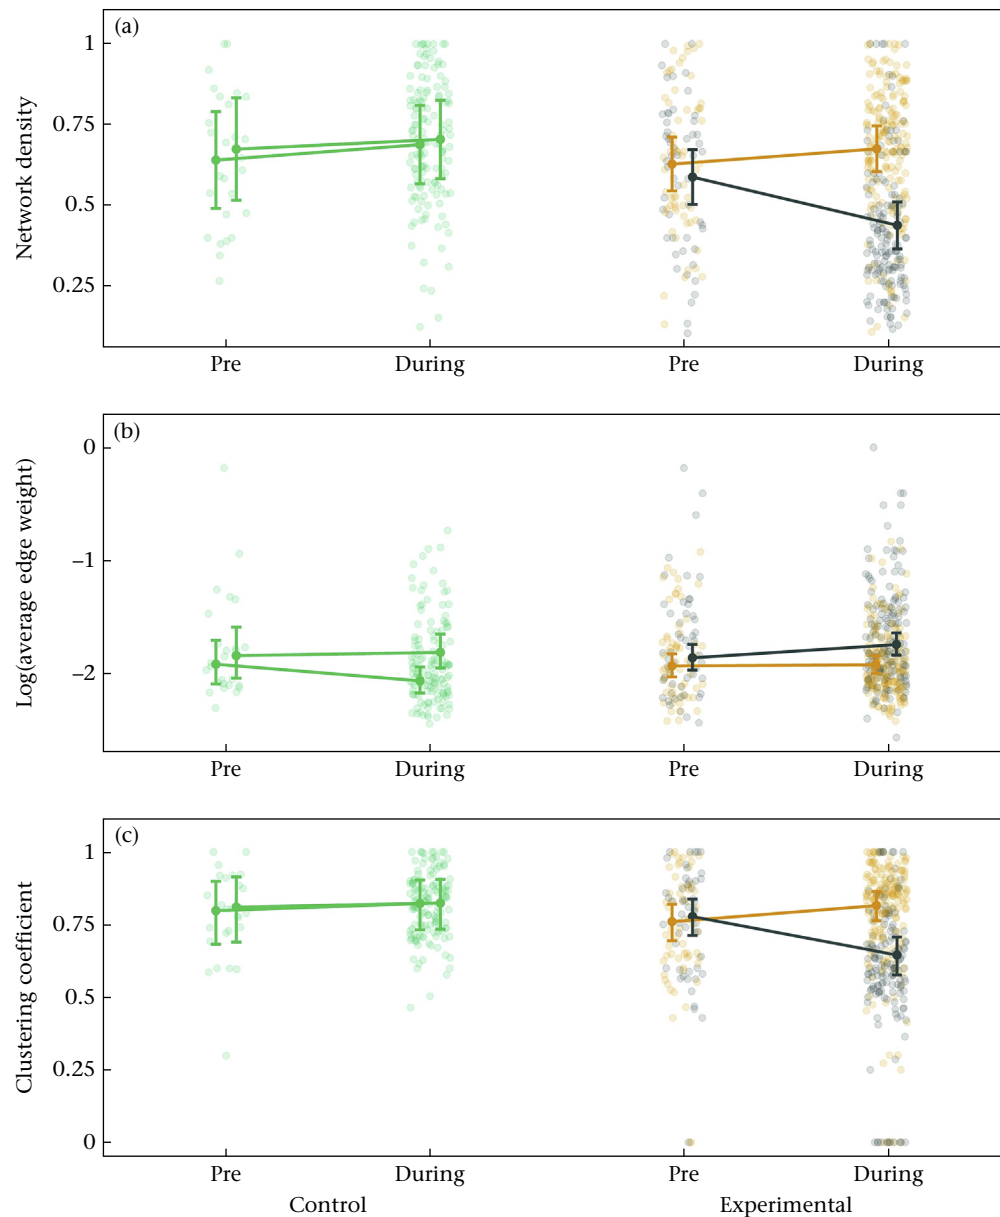 (a)
Network density
1
0.75
0.5
0.25
Pre
During
Pre
During
(b)
Log(average edge weight)
0
–1
–2
Pre
During
Pre
During
(c)
Clustering coefficient
1
0.75
0.5
0.25
0
Pre
During
Pre
During
Control
Experimental